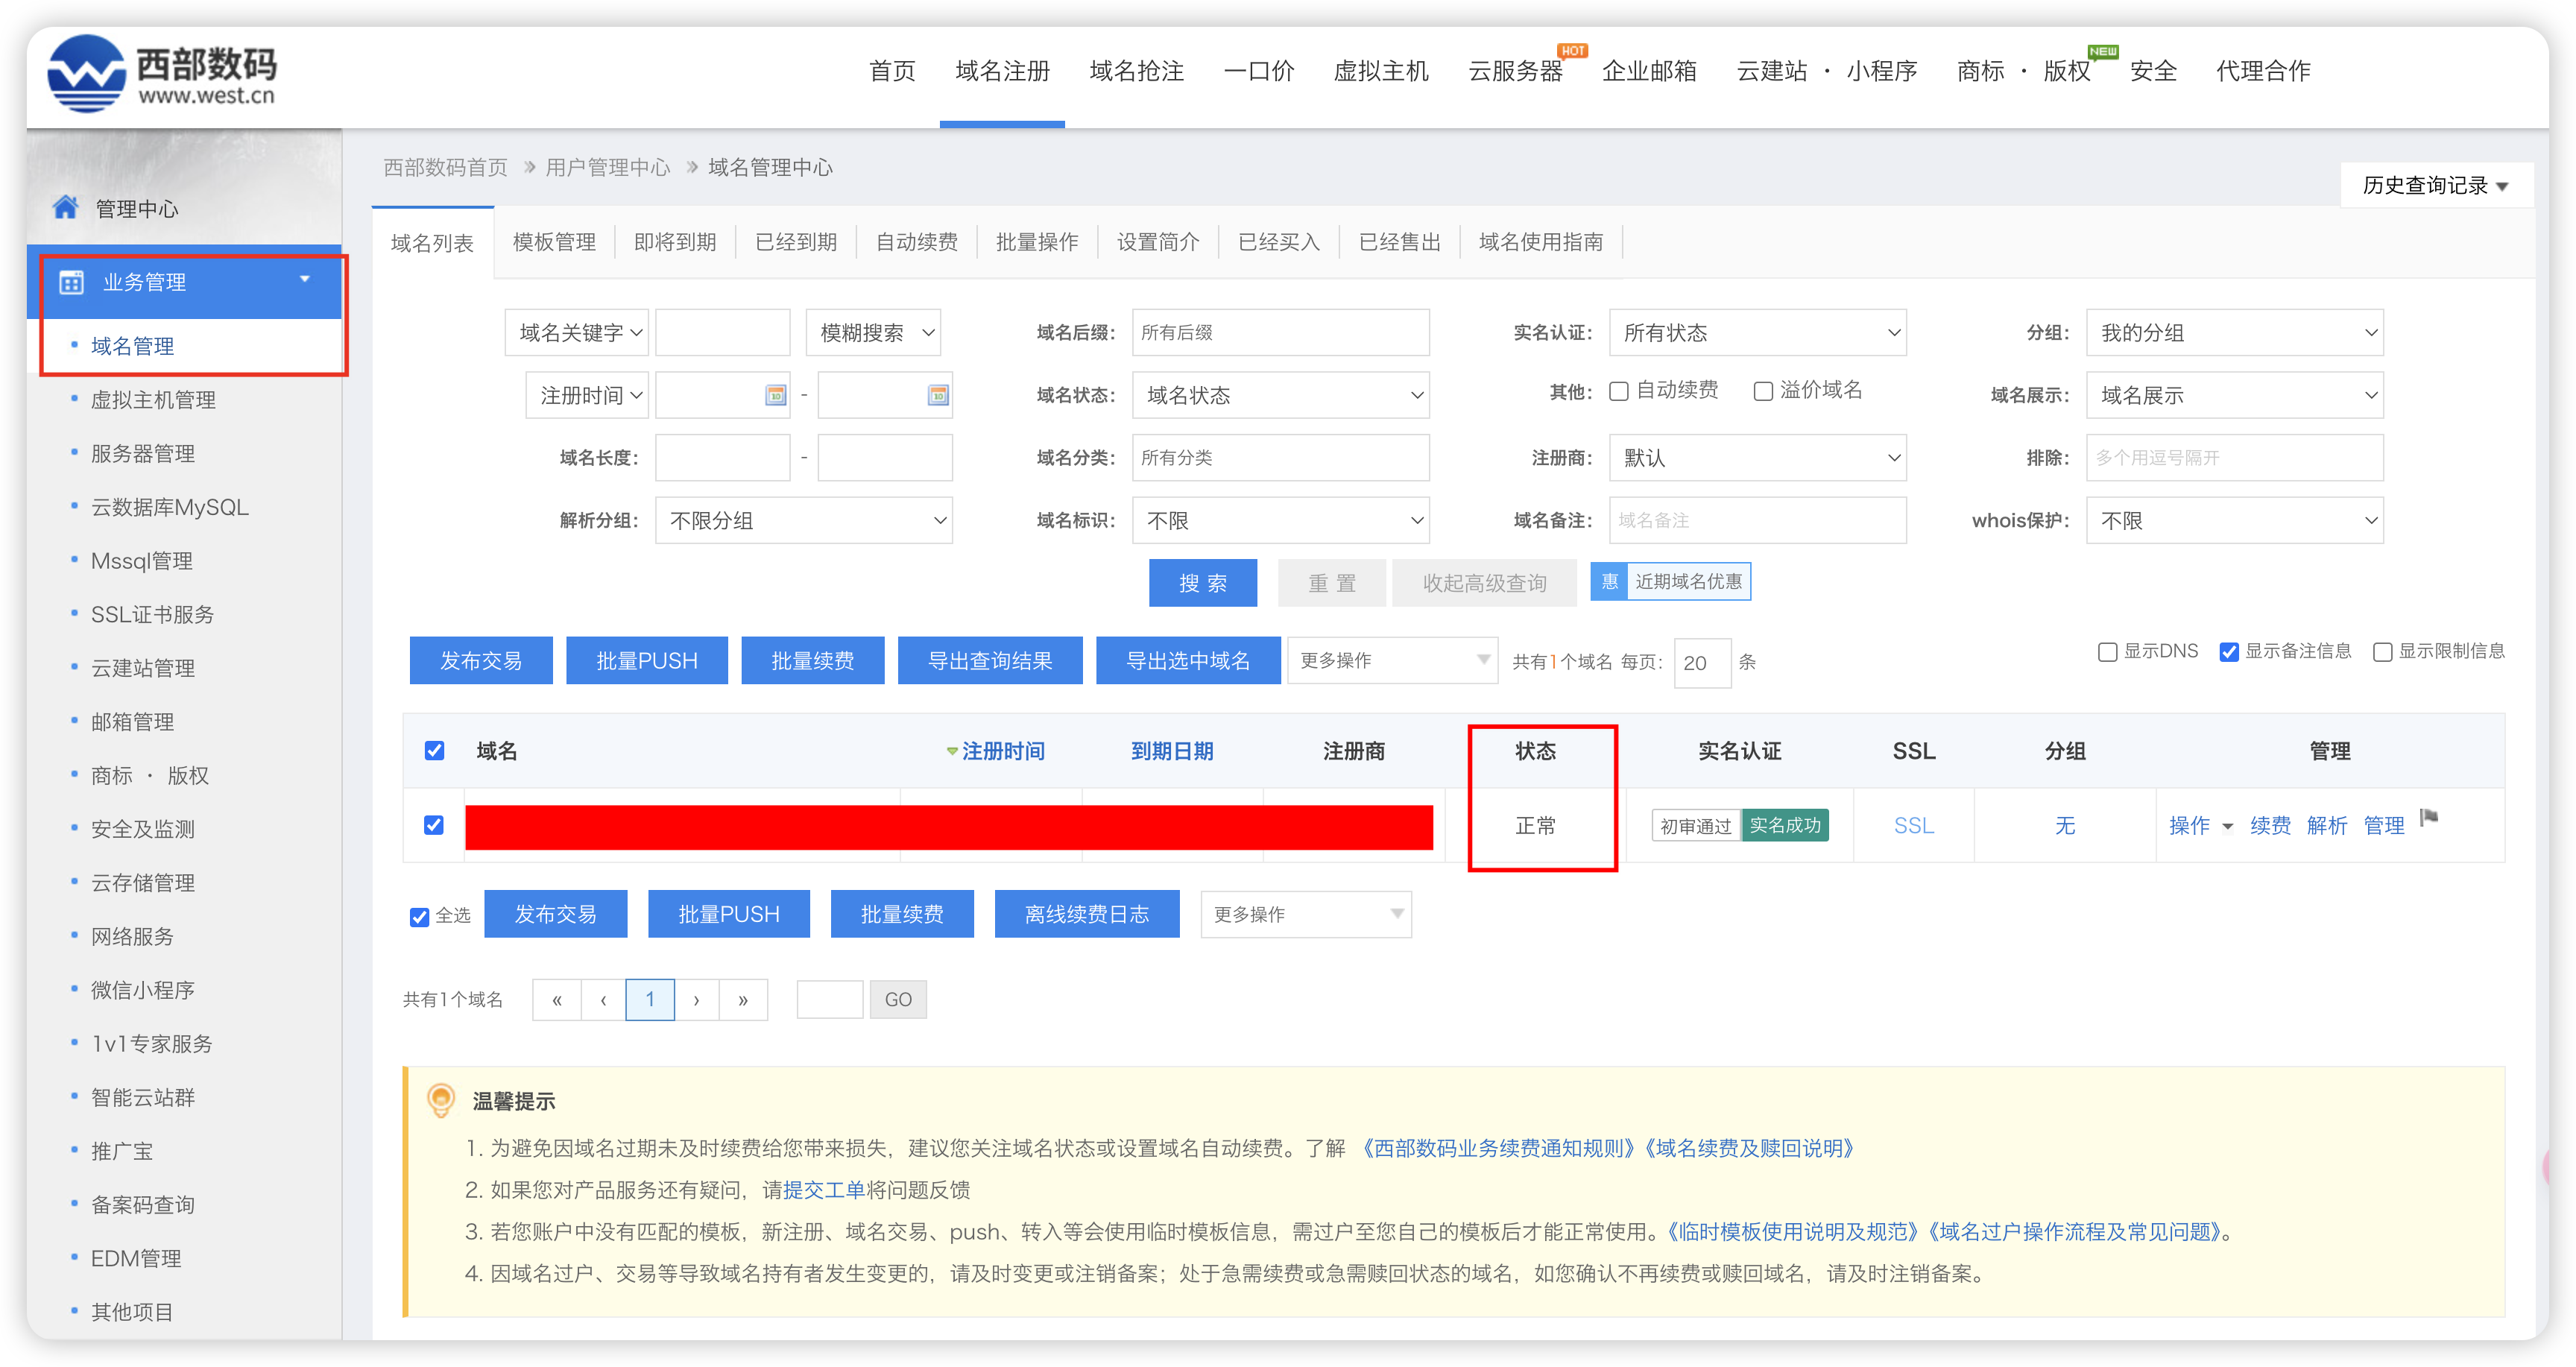 西部数码
www.west.cn
首页 域名注册 域名抢注 一口价 虚拟主机 云服务器 HOT 企业邮箱 云建站 · 小程序 商标 · 版权 NEW 安全 代理合作
西部数码首页 » 用户管理中心 » 域名管理中心
历史查询记录
管理中心
业务管理
域名管理
虚拟主机管理
服务器管理
云数据库MySQL
Mssql管理
SSL证书服务
云建站管理
邮箱管理
商标 · 版权
安全及监测
云存储管理
网络服务
微信小程序
1v1专家服务
智能云站群
推广宝
备案码查询
EDM管理
其他项目
域名列表 模板管理 即将到期 已经到期 自动续费 批量操作 设置简介 已经买入 已经售出 域名使用指南
域名关键字 模糊搜索 域名后缀： 所有后缀 实名认证： 所有状态 分组： 我的分组
注册时间 10 - 10 域名状态： 域名状态 其他： 自动续费 溢价域名 域名展示： 域名展示
域名长度： - 域名分类： 所有分类 注册商： 默认 排除： 多个用逗号隔开
解析分组： 不限分组 域名标识： 不限 域名备注： 域名备注 whois保护： 不限
搜 索 重 置 收起高级查询 惠 近期域名优惠
发布交易 批量PUSH 批量续费 导出查询结果 导出选中域名 更多操作 共有1个域名 每页： 20 条 显示DNS 显示备注信息 显示限制信息
域名 注册时间 到期日期 注册商 状态 实名认证 SSL 分组 管理
正常 初审通过 实名成功 SSL 无 操作 续费 解析 管理
全选 发布交易 批量PUSH 批量续费 离线续费日志 更多操作
共有1个域名 « ‹ 1 › » GO
温馨提示
1. 为避免因域名过期未及时续费给您带来损失，建议您关注域名状态或设置域名自动续费。了解 《西部数码业务续费通知规则》《域名续费及赎回说明》
2. 如果您对产品服务还有疑问，请提交工单将问题反馈
3. 若您账户中没有匹配的模板，新注册、域名交易、push、转入等会使用临时模板信息，需过户至您自己的模板后才能正常使用。《临时模板使用说明及规范》《域名过户操作流程及常见问题》。
4. 因域名过户、交易等导致域名持有者发生变更的，请及时变更或注销备案；处于急需续费或急需赎回状态的域名，如您确认不再续费或赎回域名，请及时注销备案。